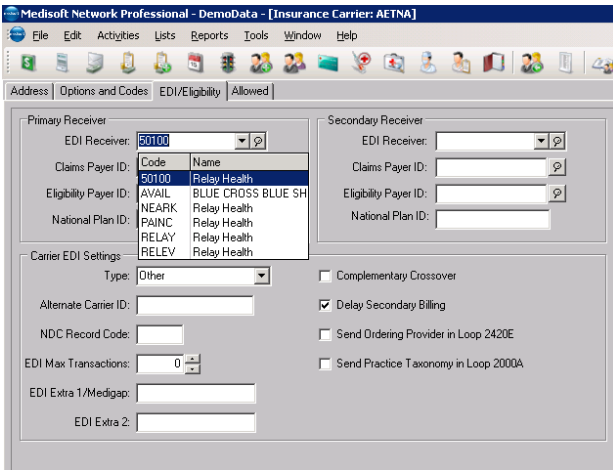 Medisoft Network Professional - DemoData - [Insurance Carrier: AETNA]
File Edit Activities Lists Reports Tools Window Help
Address Options and Codes EDI/Eligibility Allowed
Primary Receiver
EDI Receiver: 50100
Claims Payer ID:
Eligibility Payer ID:
National Plan ID:
Code Name
50100 Relay Health
AVAIL BLUE CROSS BLUE SH
NEARK Relay Health
PAINC Relay Health
RELAY Relay Health
RELEV Relay Health
Secondary Receiver
EDI Receiver:
Claims Payer ID:
Eligibility Payer ID:
National Plan ID:
Carrier EDI Settings
Type: Other
Alternate Carrier ID:
NDC Record Code:
EDI Max Transactions: 0
EDI Extra 1/Medigap:
EDI Extra 2:
Complementary Crossover
Delay Secondary Billing
Send Ordering Provider in Loop 2420E
Send Practice Taxonomy in Loop 2000A